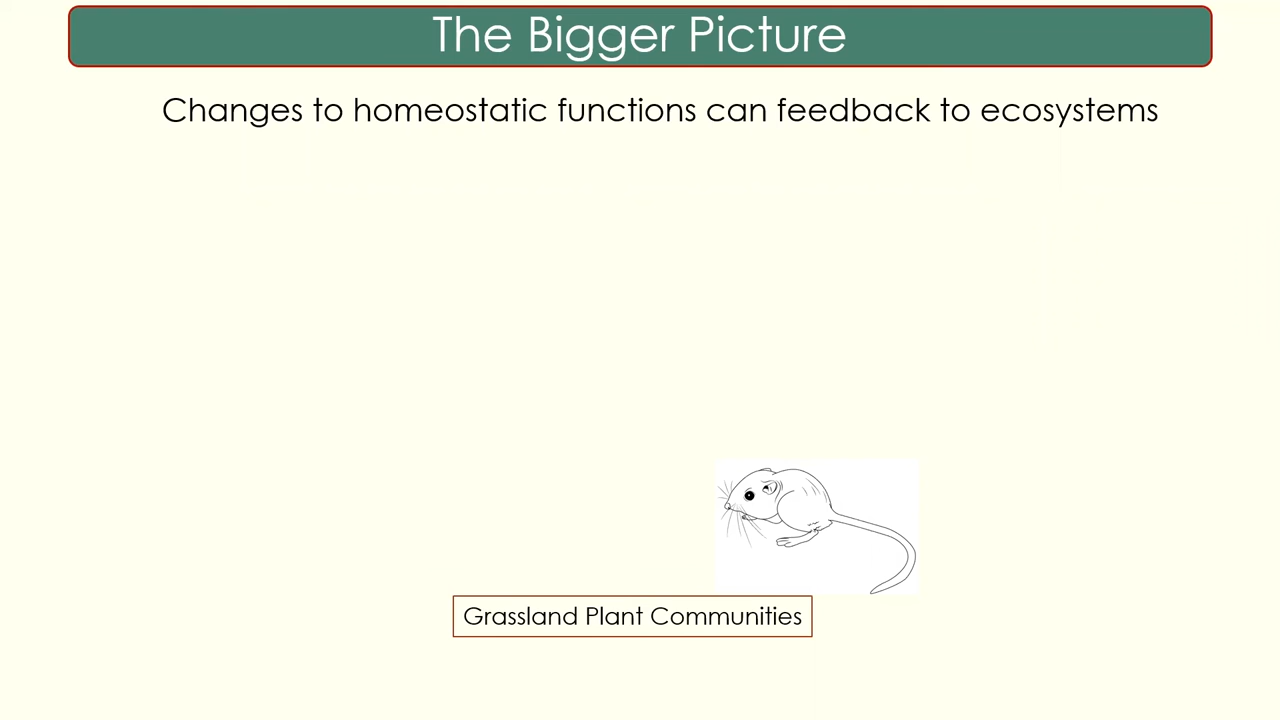 The Bigger Picture
Changes to homeostatic functions can feedback to ecosystems
Grassland Plant Communities